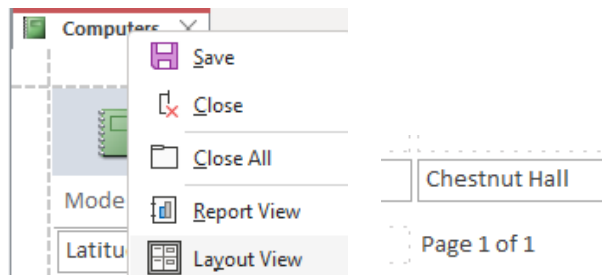 Computers
Save
Close
Close All
Mode
Report View
Latitu
Layout View
Chestnut Hall
Page 1 of 1